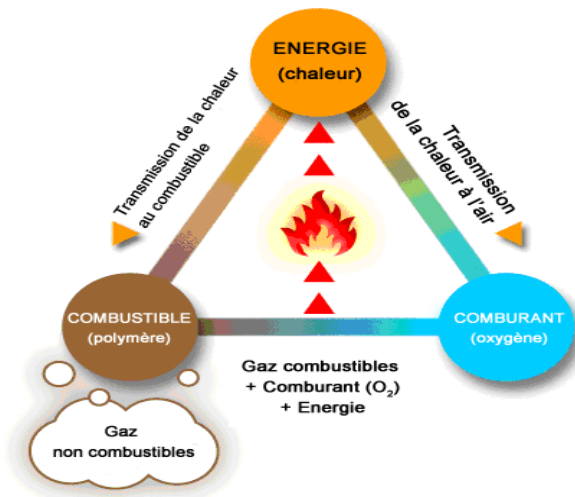 ENERGIE
(chaleur)
Transmission de la chaleur
au combustible
Transmission
de la chaleur à l'air
COMBUSTIBLE
(polymère)
COMBURANT
(oxygène)
Gaz combustibles
+ Comburant (O₂)
+ Energie
Gaz
non combustibles